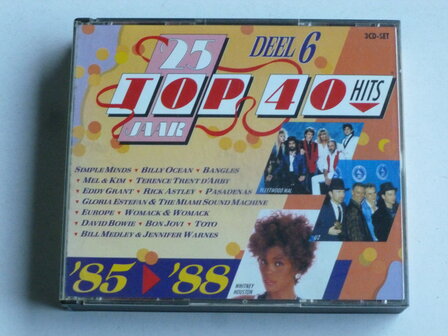 25 DEEL 6
3CD-SET
TOP 40 HITS
JAAR
SIMPLE MINDS • BILLY OCEAN • BANGLES
MEL & KIM • TERENCE TRENT D'ARBY
EDDY GRANT • RICK ASTLEY • PASADENAS
GLORIA ESTEFAN & THE MIAMI SOUND MACHINE
EUROPE • WOMACK & WOMACK
DAVID BOWIE • BON JOVI • TOTO
BILL MEDLEY & JENNIFER WARNES
FLEETWOOD MAC
U2
'85 '88
WHITNEY
HOUSTON